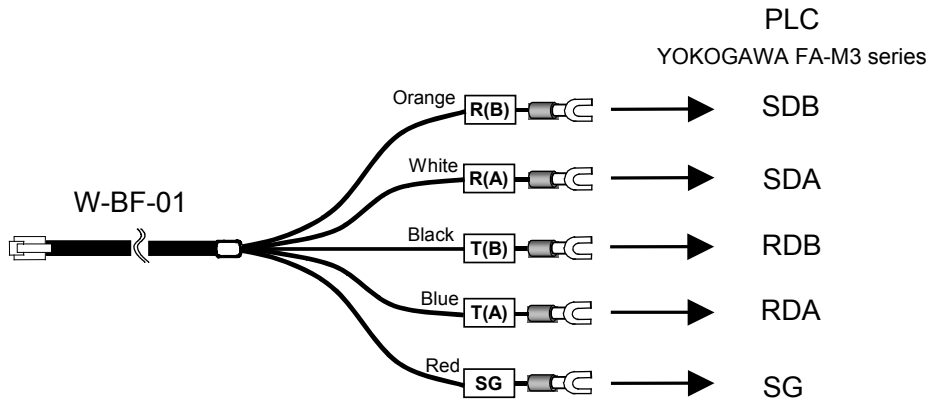 PLC
YOKOGAWA FA-M3 series
Orange R(B) SDB
White R(A) SDA
W-BF-01
Black T(B) RDB
Blue T(A) RDA
Red SG SG